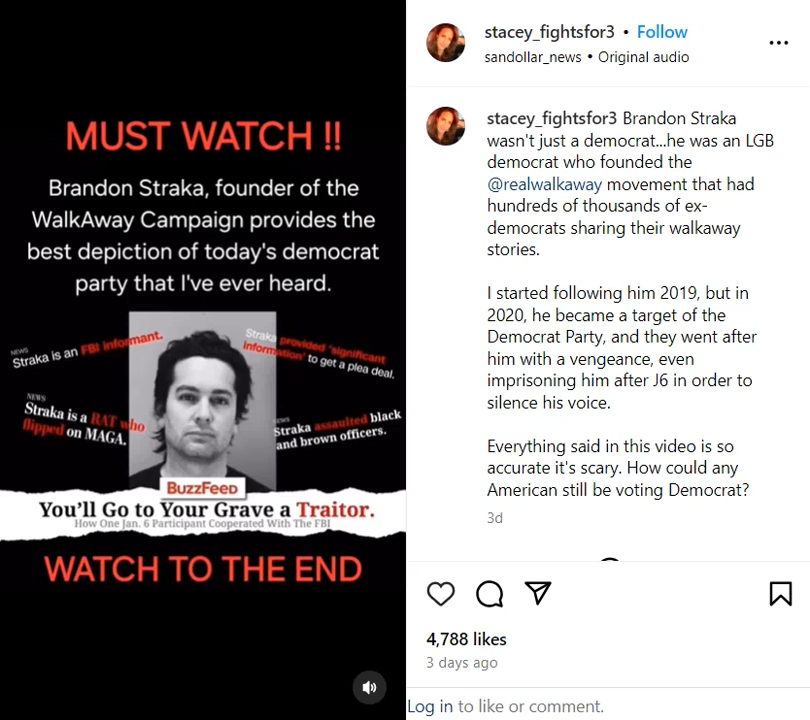 MUST WATCH !!
Brandon Straka, founder of the
WalkAway Campaign provides the
best depiction of today's democrat
party that I've ever heard.
NEWS
Straka is an FBI informant.
Straka provided 'significant
information' to get a plea deal.
NEWS
Straka is a RAT who
flipped on MAGA.
NEWS
Straka assaulted black
and brown officers.
BuzzFeed
You'll Go to Your Grave a Traitor.
How One Jan. 6 Participant Cooperated With The FBI
WATCH TO THE END
stacey_fightsfor3 • Follow
sandollar_news • Original audio
stacey_fightsfor3 Brandon Straka
wasn't just a democrat...he was an LGB
democrat who founded the
@realwalkaway movement that had
hundreds of thousands of ex-
democrats sharing their walkaway
stories.
I started following him 2019, but in
2020, he became a target of the
Democrat Party, and they went after
him with a vengeance, even
imprisoning him after J6 in order to
silence his voice.
Everything said in this video is so
accurate it's scary. How could any
American still be voting Democrat?
3d
4,788 likes
3 days ago
Log in to like or comment.